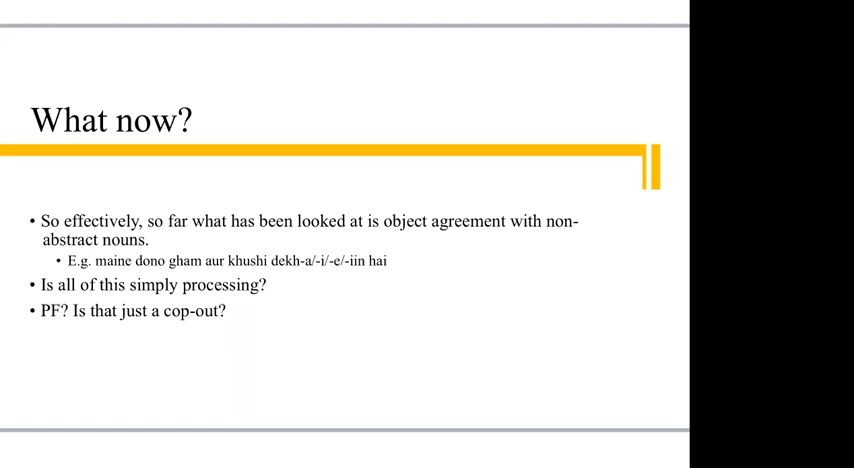 What now?
• So effectively, so far what has been looked at is object agreement with non-
abstract nouns.
• E.g. maine dono gham aur khushi dekh-a/-i/-e/-iin hai
• Is all of this simply processing?
• PF? Is that just a cop-out?